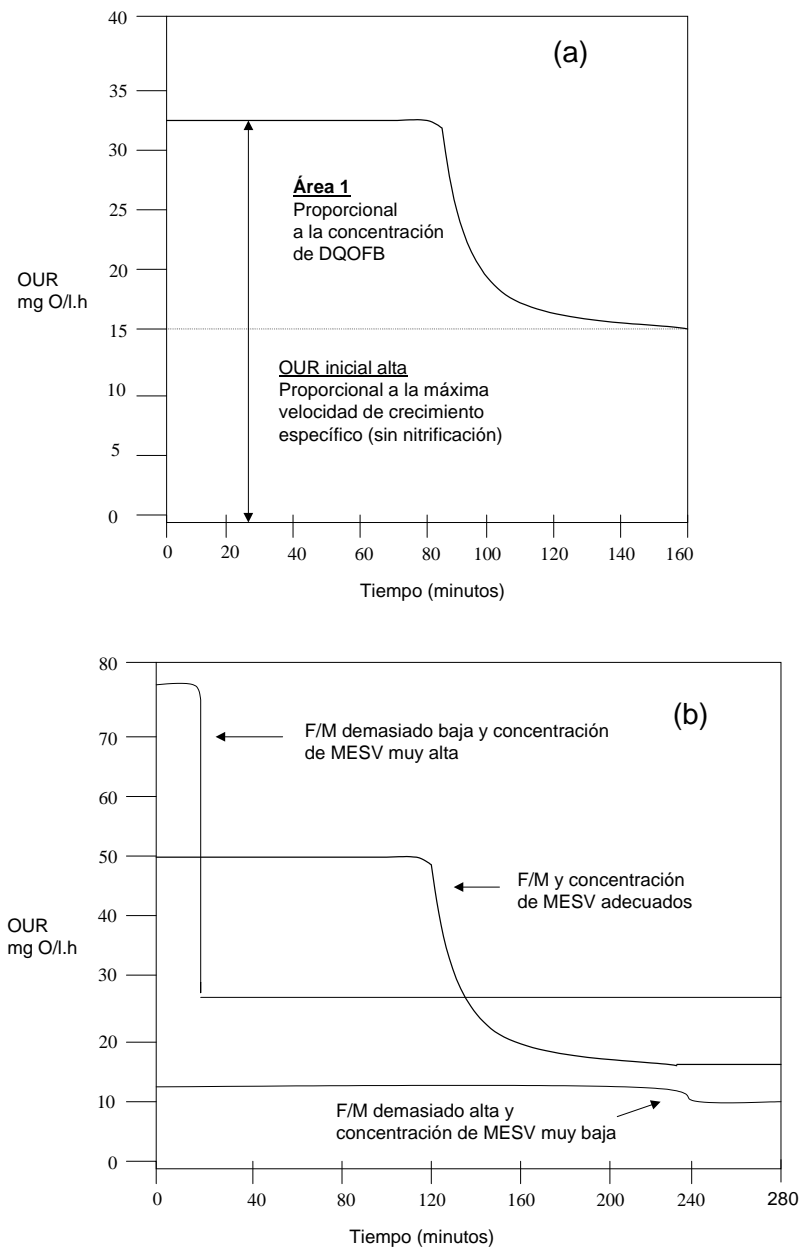 40
(a)
35
30
Área 1
Proporcional
a la concentración
de DQOFB
25
20
OUR
mg O/l.h
15
OUR inicial alta
Proporcional a la máxima
velocidad de crecimiento
específico (sin nitrificación)
10
5
0
0 20 40 60 80 100 120 140 160
Tiempo (minutos)
80
(b)
F/M demasiado baja y concentración
de MESV muy alta
70
60
50
F/M y concentración
de MESV adecuados
40
OUR
mg O/l.h
30
20
F/M demasiado alta y
concentración de MESV muy baja
10
0
0 40 80 120 160 200 240 280
Tiempo (minutos)